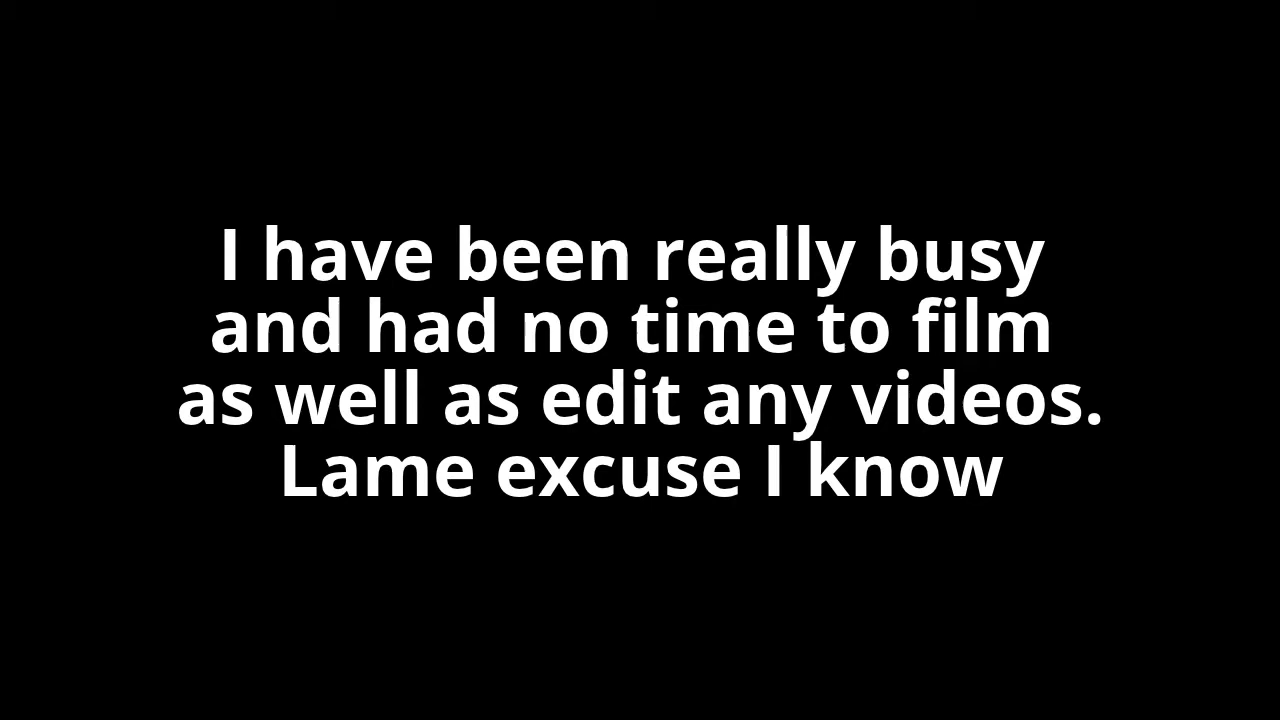 I have been really busy
and had no time to film
as well as edit any videos.
Lame excuse I know